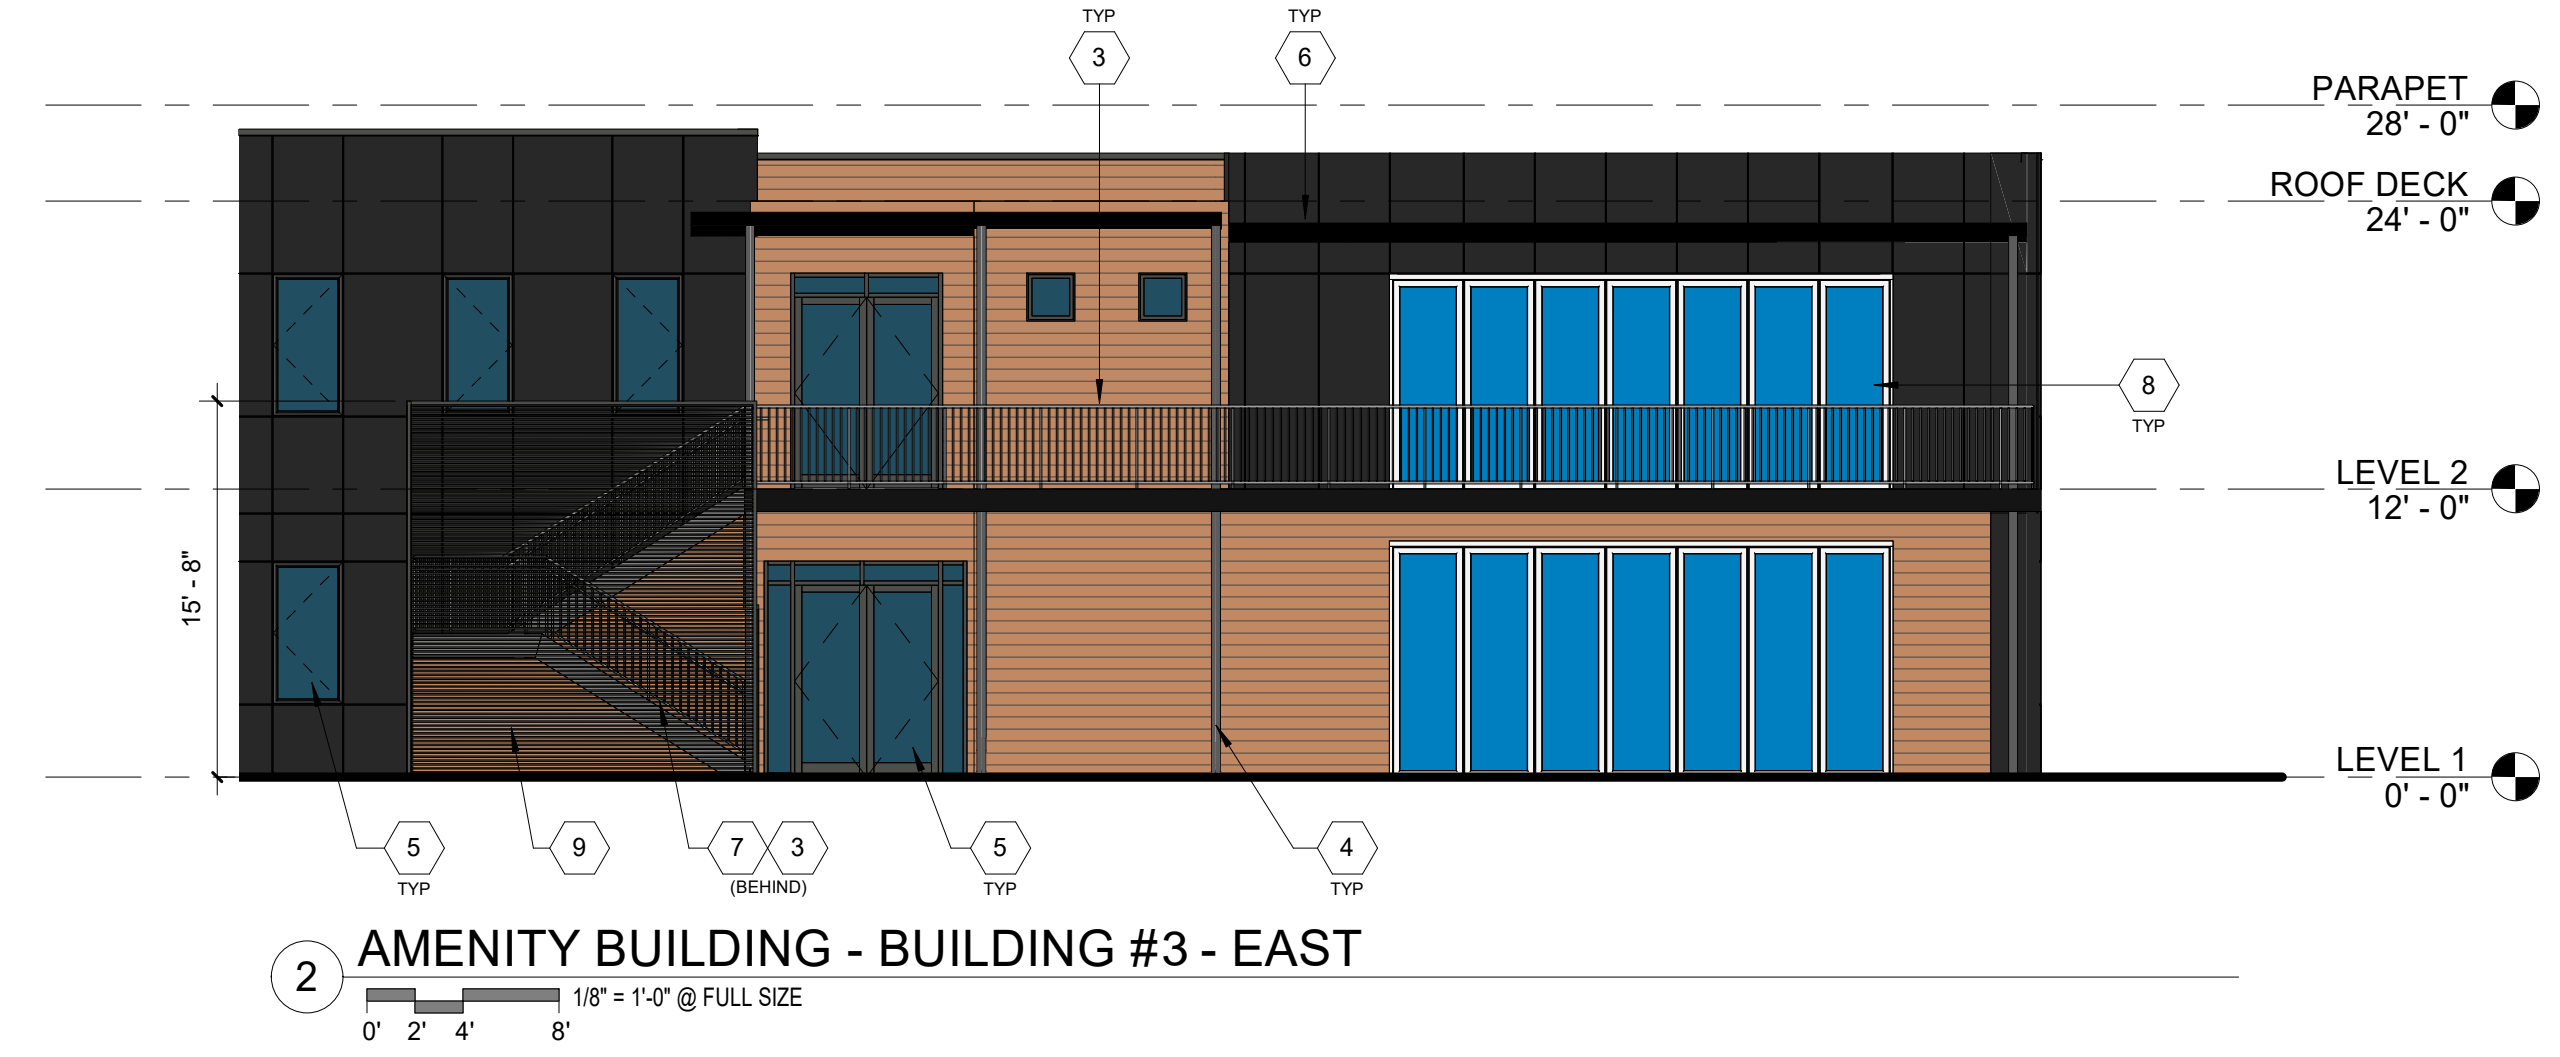 TYP
3
TYP
6
PARAPET
28' - 0"
ROOF DECK
24' - 0"
8
TYP
LEVEL 2
12' - 0"
15' - 8"
LEVEL 1
0' - 0"
5
TYP
9
7
3
(BEHIND)
5
TYP
4
TYP
2
AMENITY BUILDING - BUILDING #3 - EAST
1/8" = 1'-0" @ FULL SIZE
0' 2' 4' 8'